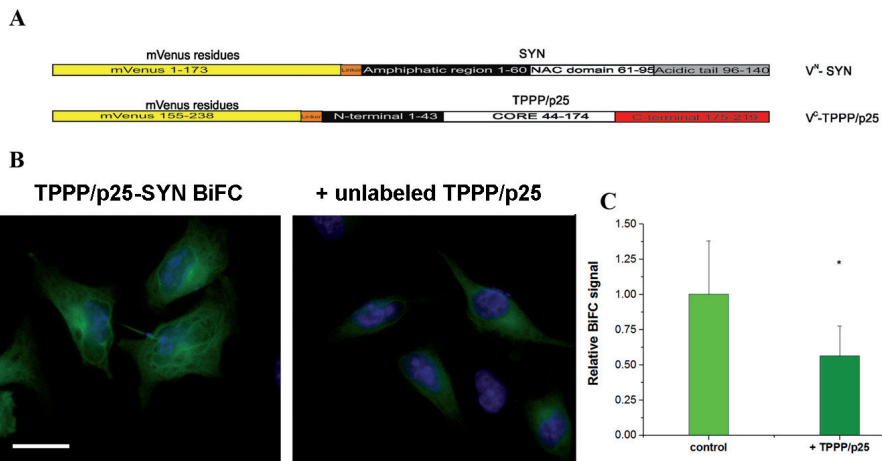 A
mVenus residues SYN
mVenus 1-173 Linker Amphiphatic region 1-60 NAC domain 61-95 Acidic tail 96-140 V^N- SYN
mVenus residues TPPP/p25
mVenus 155-238 Linker N-terminal 1-43 CORE 44-174 C-terminal 175-219 V^C-TPPP/p25
B
TPPP/p25-SYN BiFC + unlabeled TPPP/p25
C
Relative BiFC signal
1.50
1.25
1.00
0.75
0.50
0.25
0.00
*
control + TPPP/p25